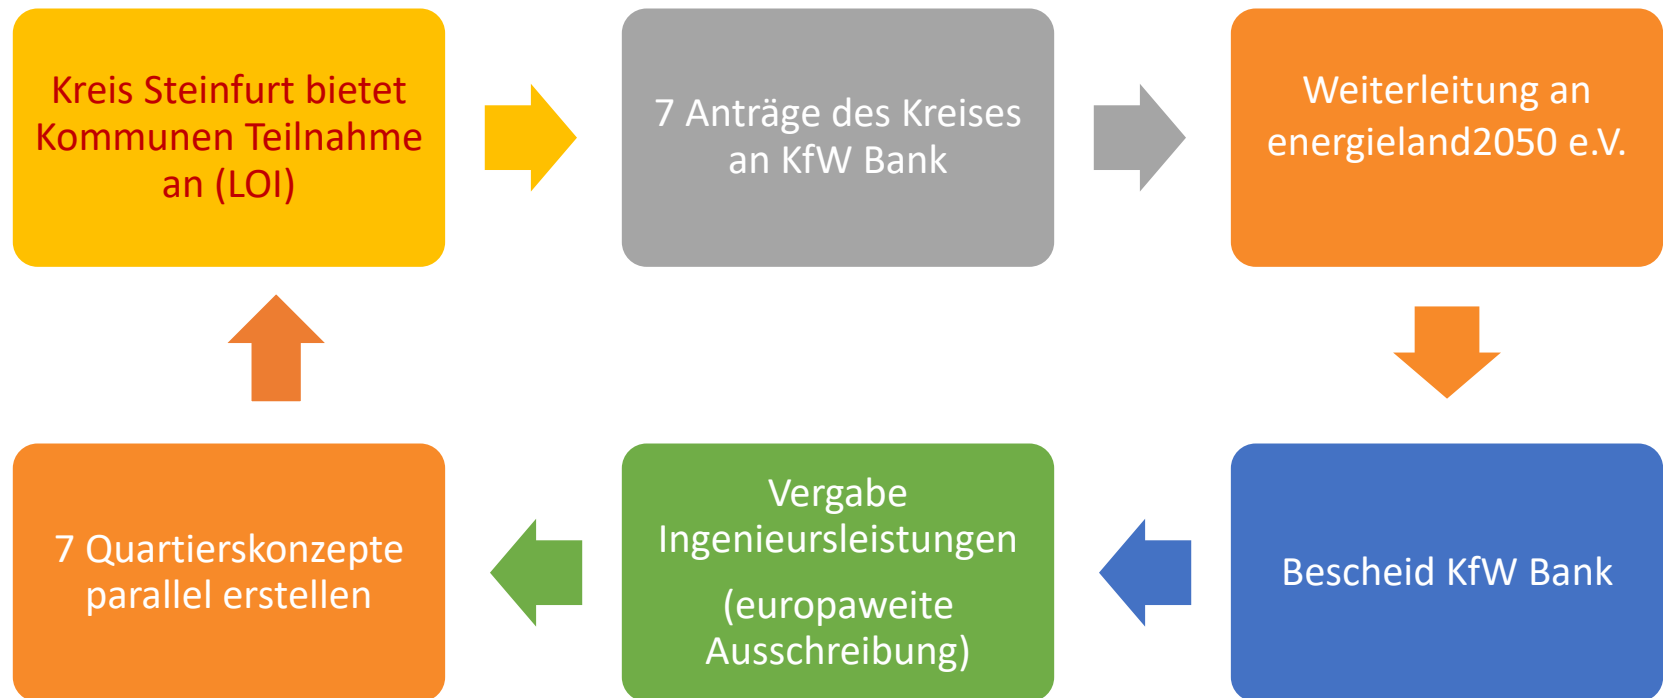 Kreis Steinfurt bietet
Kommunen Teilnahme
an (LOI)
7 Anträge des Kreises
an KfW Bank
Weiterleitung an
energieland2050 e.V.
Bescheid KfW Bank
Vergabe
Ingenieursleistungen
(europaweite
Ausschreibung)
7 Quartierskonzepte
parallel erstellen